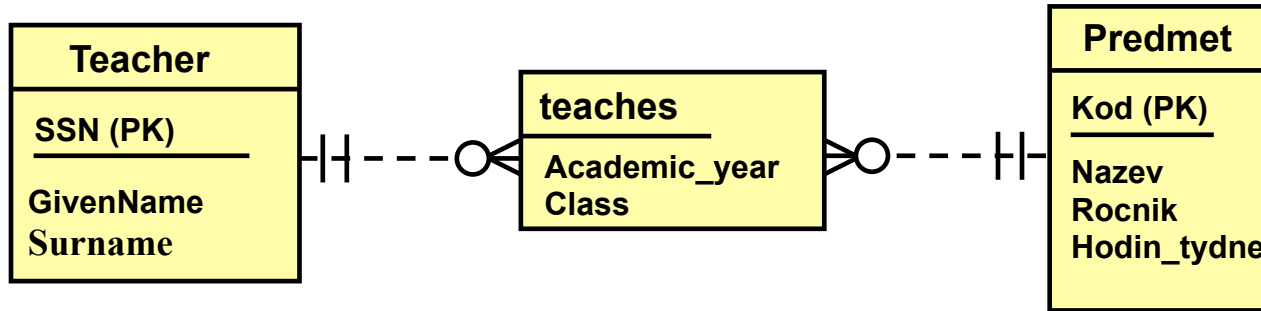 Teacher
SSN (PK)
GivenName
Surname
teaches
Academic_year
Class
Predmet
Kod (PK)
Nazev
Rocnik
Hodin_tydne